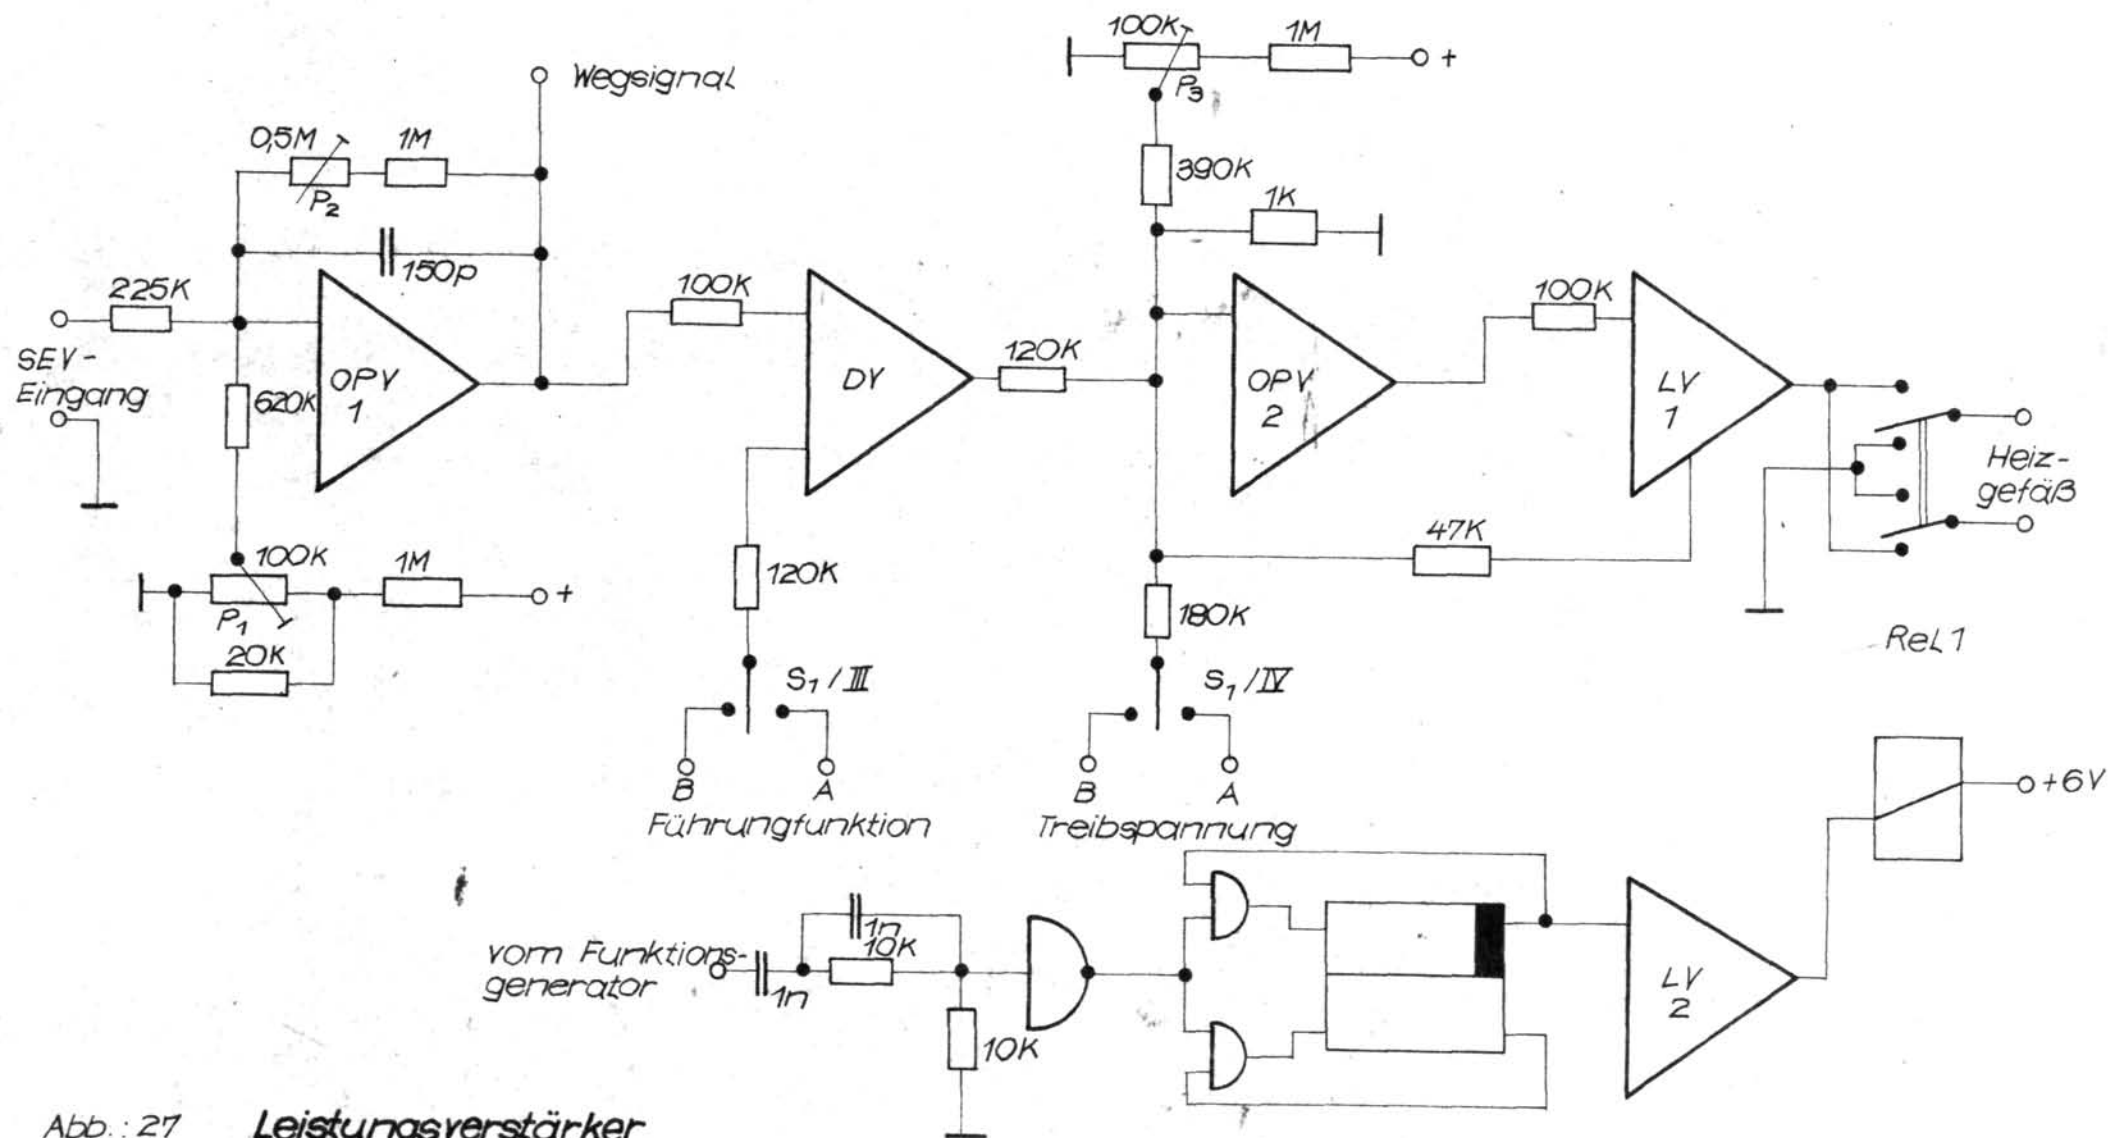 100K
1M
+
P₃
Wegsignal
0,5M
1M
P₂
390K
1K
150p
225K
100K
100K
SEV-
Eingang
620K
OPV
1
DV
120K
OPV
2
LV
1
Heiz-
gefäß
100K
1M
+
P₁
20K
120K
47K
180K
Rel 1
S₁/III
S₁/IV
B
A
B
A
Führungfunktion
Treibspannung
+6V
1n
10K
vom Funktions-
generator
1n
10K
LV
2
Abb.: 27
Leistungsverstärker